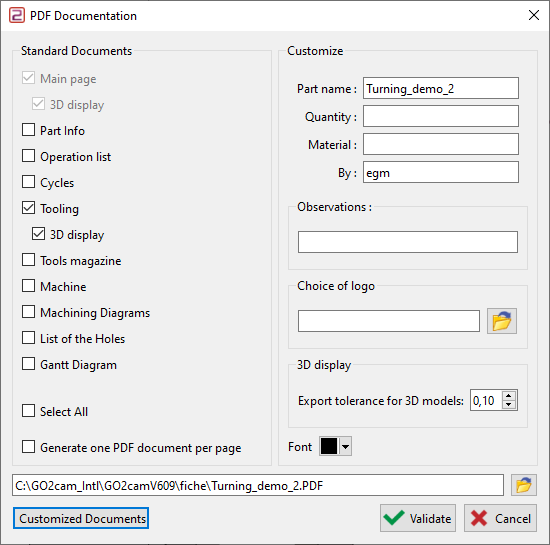 PDF Documentation
Standard Documents
Main page
3D display
Part Info
Operation list
Cycles
Tooling
3D display
Tools magazine
Machine
Machining Diagrams
List of the Holes
Gantt Diagram
Select All
Generate one PDF document per page
Customize
Part name : Turning_demo_2
Quantity :
Material :
By : egm
Observations :
Choice of logo
3D display
Export tolerance for 3D models: 0,10
Font
C:\GO2cam_Intl\GO2camV609\fiche\Turning_demo_2.PDF
Customized Documents
Validate
Cancel